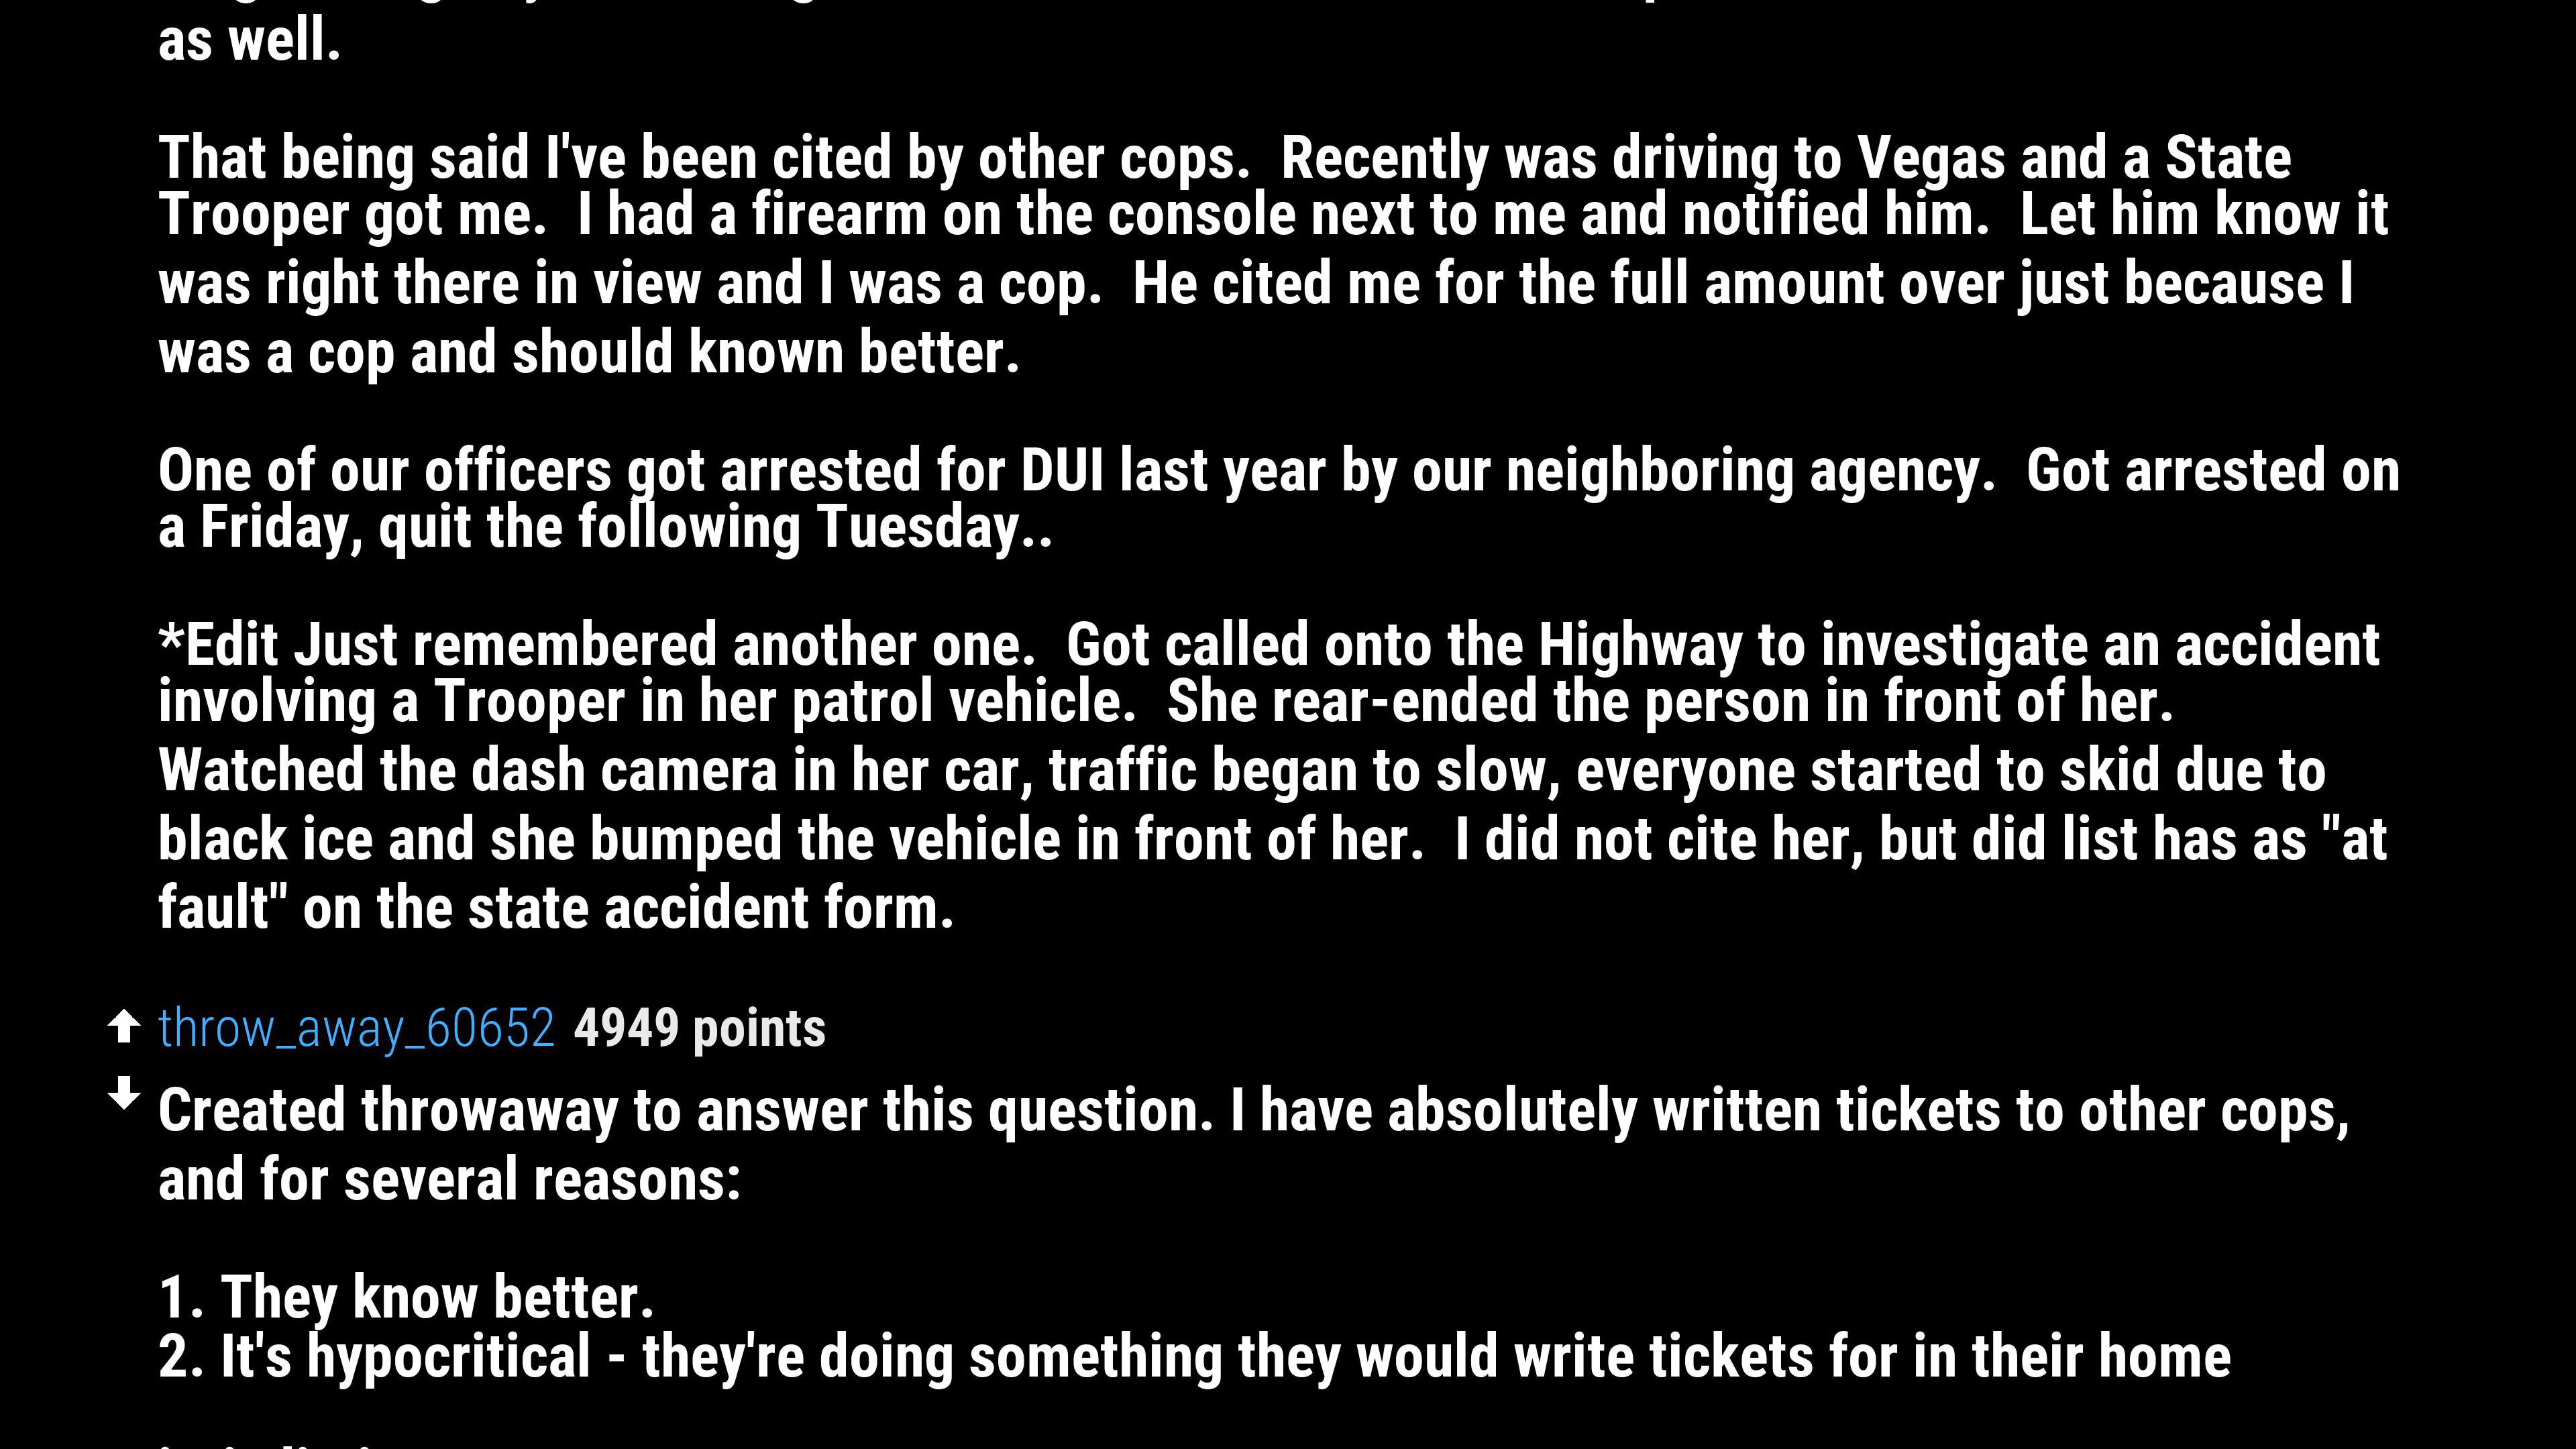 as well.
That being said I've been cited by other cops.  Recently was driving to Vegas and a State
Trooper got me.  I had a firearm on the console next to me and notified him.  Let him know it
was right there in view and I was a cop.  He cited me for the full amount over just because I
was a cop and should known better.
One of our officers got arrested for DUI last year by our neighboring agency.  Got arrested on
a Friday, quit the following Tuesday..
*Edit Just remembered another one.  Got called onto the Highway to investigate an accident
involving a Trooper in her patrol vehicle.  She rear-ended the person in front of her.
Watched the dash camera in her car, traffic began to slow, everyone started to skid due to
black ice and she bumped the vehicle in front of her.  I did not cite her, but did list has as "at
fault" on the state accident form.
throw_away_60652 4949 points
Created throwaway to answer this question. I have absolutely written tickets to other cops,
and for several reasons:
1. They know better.
2. It's hypocritical - they're doing something they would write tickets for in their home